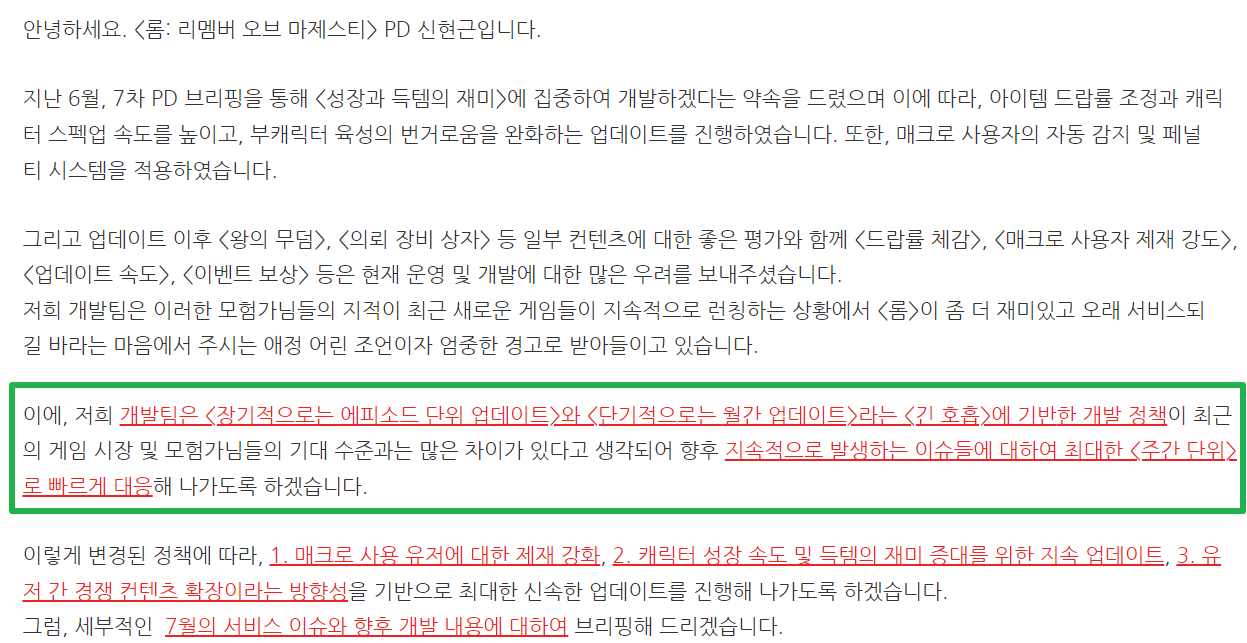 안녕하세요. <롬: 리멤버 오브 마제스티> PD 신현근입니다.
지난 6월, 7차 PD 브리핑을 통해 <성장과 득템의 재미>에 집중하여 개발하겠다는 약속을 드렸으며 이에 따라, 아이템 드랍률 조정과 캐릭
터 스펙업 속도를 높이고, 부캐릭터 육성의 번거로움을 완화하는 업데이트를 진행하였습니다. 또한, 매크로 사용자의 자동 감지 및 페널
티 시스템을 적용하였습니다.
그리고 업데이트 이후 <왕의 무덤>, <의뢰 장비 상자> 등 일부 컨텐츠에 대한 좋은 평가와 함께 <드랍률 체감>, <매크로 사용자 제재 강도>,
<업데이트 속도>, <이벤트 보상> 등은 현재 운영 및 개발에 대한 많은 우려를 보내주셨습니다.
저희 개발팀은 이러한 모험가님들의 지적이 최근 새로운 게임들이 지속적으로 런칭하는 상황에서 <롬>이 좀 더 재미있고 오래 서비스되
길 바라는 마음에서 주시는 애정 어린 조언이자 엄중한 경고로 받아들이고 있습니다.
이에, 저희 개발팀은 <장기적으로는 에피소드 단위 업데이트>와 <단기적으로는 월간 업데이트>라는 <긴 호흡>에 기반한 개발 정책이 최근
의 게임 시장 및 모험가님들의 기대 수준과는 많은 차이가 있다고 생각되어 향후 지속적으로 발생하는 이슈들에 대하여 최대한 <주간 단위>
로 빠르게 대응해 나가도록 하겠습니다.
이렇게 변경된 정책에 따라, 1. 매크로 사용 유저에 대한 제재 강화, 2. 캐릭터 성장 속도 및 득템의 재미 증대를 위한 지속 업데이트, 3. 유
저 간 경쟁 컨텐츠 확장이라는 방향성을 기반으로 최대한 신속한 업데이트를 진행해 나가도록 하겠습니다.
그럼, 세부적인 7월의 서비스 이슈와 향후 개발 내용에 대하여 브리핑해 드리겠습니다.